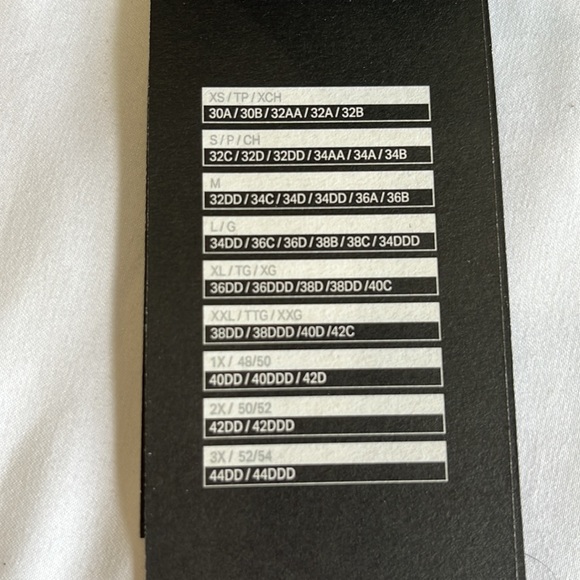 XS / TP / XCH
30A / 30B / 32AA / 32A / 32B
S / P / CH
32C / 32D / 32DD / 34AA / 34A / 34B
M
32DD / 34C / 34D / 34DD / 36A / 36B
L / G
34DD / 36C / 36D / 38B / 38C / 34DDD
XL / TG / XG
36DD / 36DDD /38D /38DD /40C
XXL / TTG / XXG
38DD / 38DDD /40D /42C
1X / 48/50
40DD / 40DDD / 42D
2X / 50/52
42DD / 42DDD
3X / 52/54
44DD / 44DDD